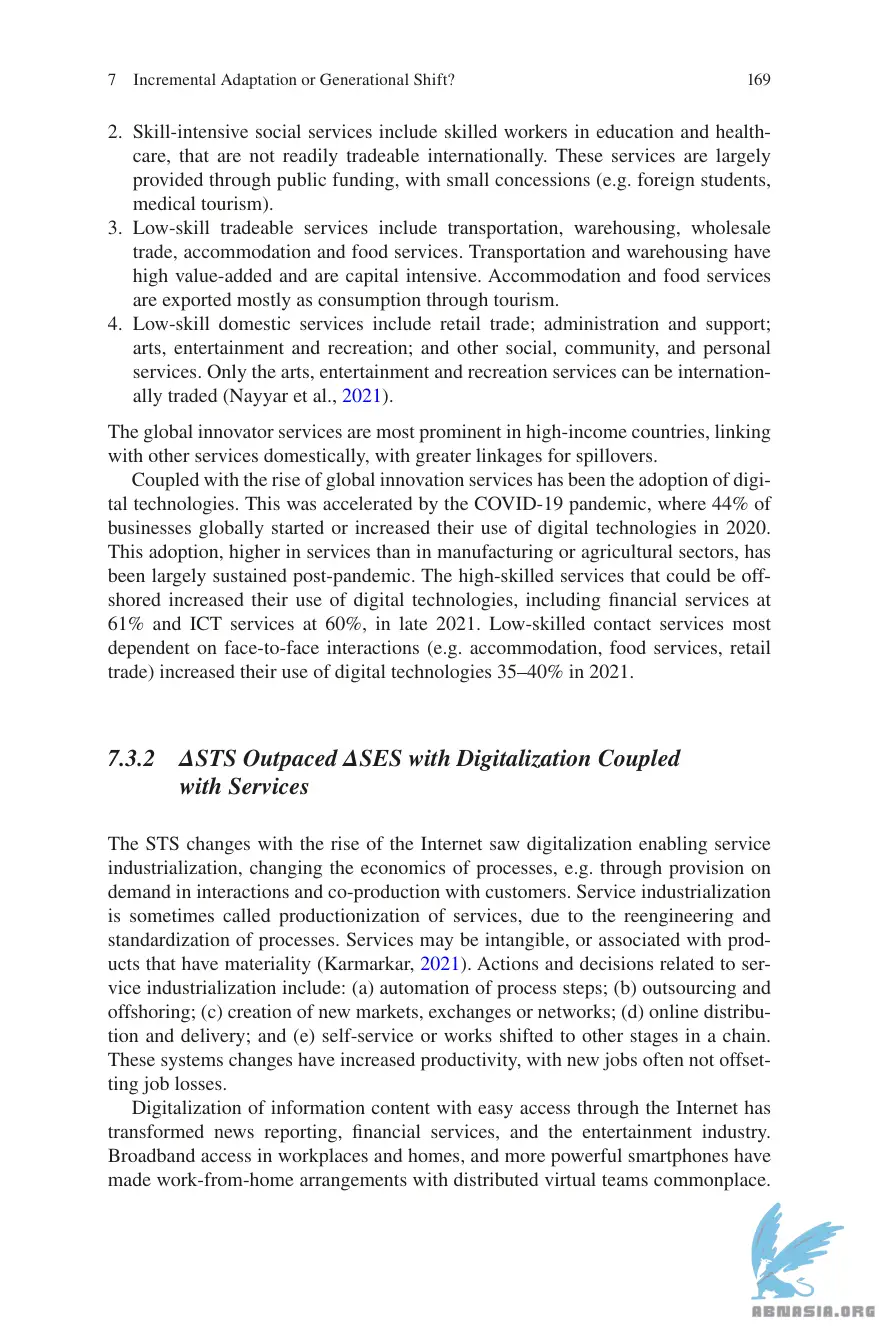 7 Incremental Adaptation or Generational Shift? 169
2. Skill-intensive social services include skilled workers in education and health-
care, that are not readily tradeable internationally. These services are largely
provided through public funding, with small concessions (e.g. foreign students,
medical tourism).
3. Low-skill tradeable services include transportation, warehousing, wholesale
trade, accommodation and food services. Transportation and warehousing have
high value-added and are capital intensive. Accommodation and food services
are exported mostly as consumption through tourism.
4. Low-skill domestic services include retail trade; administration and support;
arts, entertainment and recreation; and other social, community, and personal
services. Only the arts, entertainment and recreation services can be internation-
ally traded (Nayyar et al., 2021).
The global innovator services are most prominent in high-income countries, linking
with other services domestically, with greater linkages for spillovers.
Coupled with the rise of global innovation services has been the adoption of digi-
tal technologies. This was accelerated by the COVID-19 pandemic, where 44% of
businesses globally started or increased their use of digital technologies in 2020.
This adoption, higher in services than in manufacturing or agricultural sectors, has
been largely sustained post-pandemic. The high-skilled services that could be off-
shored increased their use of digital technologies, including financial services at
61% and ICT services at 60%, in late 2021. Low-skilled contact services most
dependent on face-to-face interactions (e.g. accommodation, food services, retail
trade) increased their use of digital technologies 35–40% in 2021.
7.3.2 ΔSTS Outpaced ΔSES with Digitalization Coupled
with Services
The STS changes with the rise of the Internet saw digitalization enabling service
industrialization, changing the economics of processes, e.g. through provision on
demand in interactions and co-production with customers. Service industrialization
is sometimes called productionization of services, due to the reengineering and
standardization of processes. Services may be intangible, or associated with prod-
ucts that have materiality (Karmarkar, 2021). Actions and decisions related to ser-
vice industrialization include: (a) automation of process steps; (b) outsourcing and
offshoring; (c) creation of new markets, exchanges or networks; (d) online distribu-
tion and delivery; and (e) self-service or works shifted to other stages in a chain.
These systems changes have increased productivity, with new jobs often not offset-
ting job losses.
Digitalization of information content with easy access through the Internet has
transformed news reporting, financial services, and the entertainment industry.
Broadband access in workplaces and homes, and more powerful smartphones have
made work-from-home arrangements with distributed virtual teams commonplace.
ABNASIA.ORG